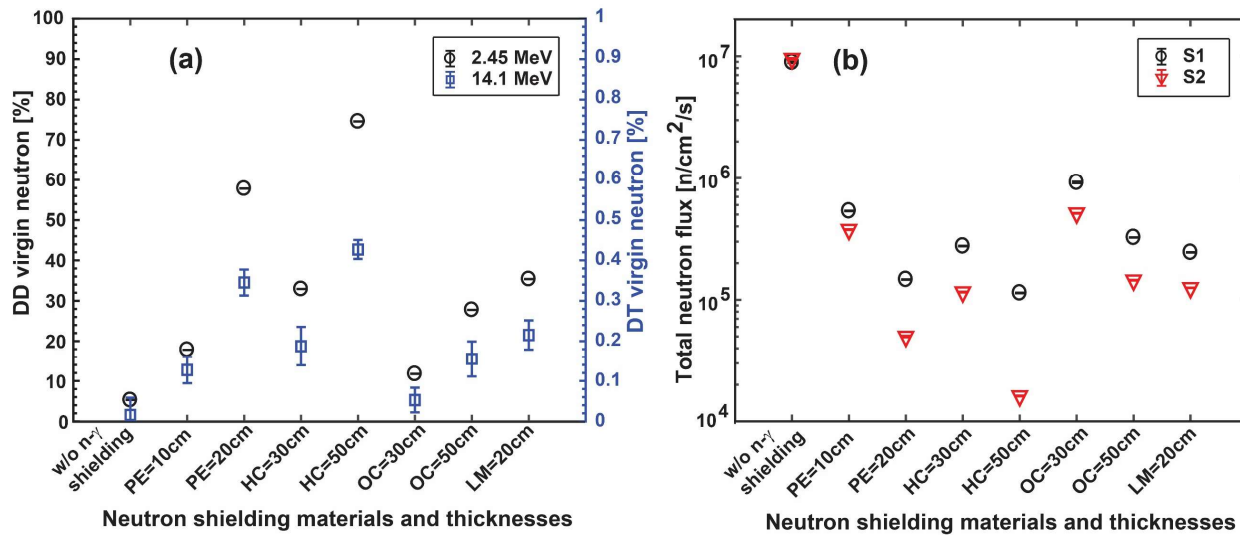 (a)
2.45 MeV
14.1 MeV
DD virgin neutron [%]
100
90
80
70
60
50
40
30
20
10
0
DT virgin neutron [%]
1
0.9
0.8
0.7
0.6
0.5
0.4
0.3
0.2
0.1
0
w/o n-γ
shielding
PE=10cm
PE=20cm
HC=30cm
HC=50cm
OC=30cm
OC=50cm
LM=20cm
Neutron shielding materials and thicknesses
(b)
S1
S2
Total neutron flux [n/cm²/s]
10⁷
10⁶
10⁵
10⁴
w/o n-γ
shielding
PE=10cm
PE=20cm
HC=30cm
HC=50cm
OC=30cm
OC=50cm
LM=20cm
Neutron shielding materials and thicknesses